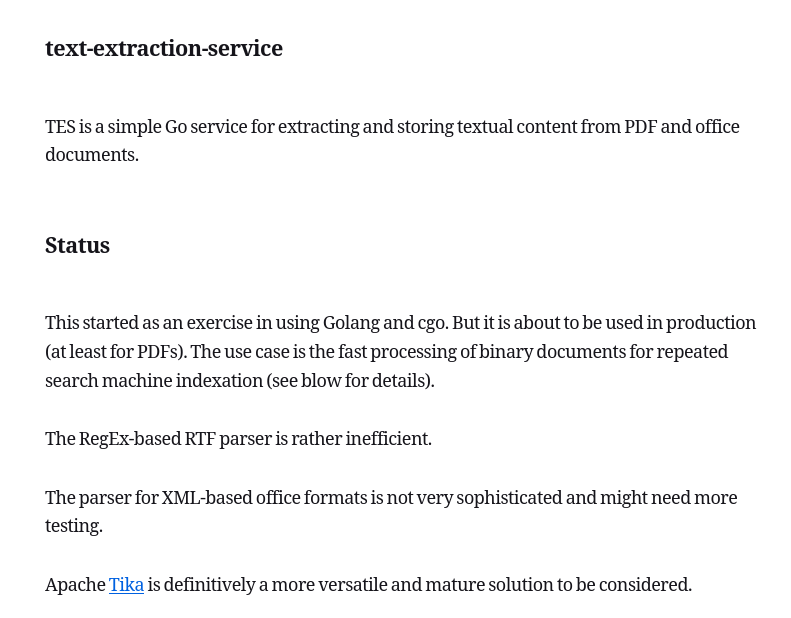 text-extraction-service
TES is a simple Go service for extracting and storing textual content from PDF and office
documents.
Status
This started as an exercise in using Golang and cgo. But it is about to be used in production
(at least for PDFs). The use case is the fast processing of binary documents for repeated
search machine indexation (see blow for details).
The RegEx-based RTF parser is rather inefficient.
The parser for XML-based office formats is not very sophisticated and might need more
testing.
Apache Tika is definitively a more versatile and mature solution to be considered.